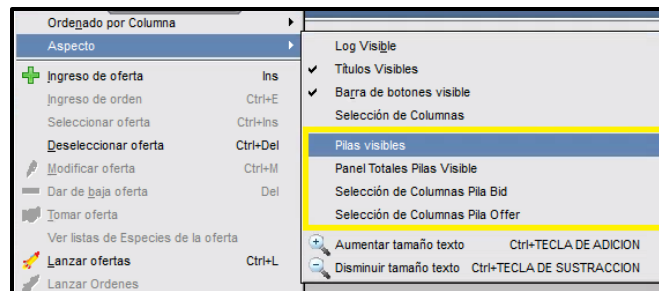 Ordenado por Columna
Aspecto
Ingreso de oferta Ins
Ingreso de orden Ctrl+E
Seleccionar oferta Ctrl+Ins
Deseleccionar oferta Ctrl+Del
Modificar oferta Ctrl+M
Dar de baja oferta Del
Tomar oferta
Ver listas de Especies de la oferta
Lanzar ofertas Ctrl+L
Lanzar Ordenes
Log Visible
Títulos Visibles
Barra de botones visible
Selección de Columnas
Pilas visibles
Panel Totales Pilas Visible
Selección de Columnas Pila Bid
Selección de Columnas Pila Offer
Aumentar tamaño texto Ctrl+TECLA DE ADICION
Disminuir tamaño texto Ctrl+TECLA DE SUSTRACCION